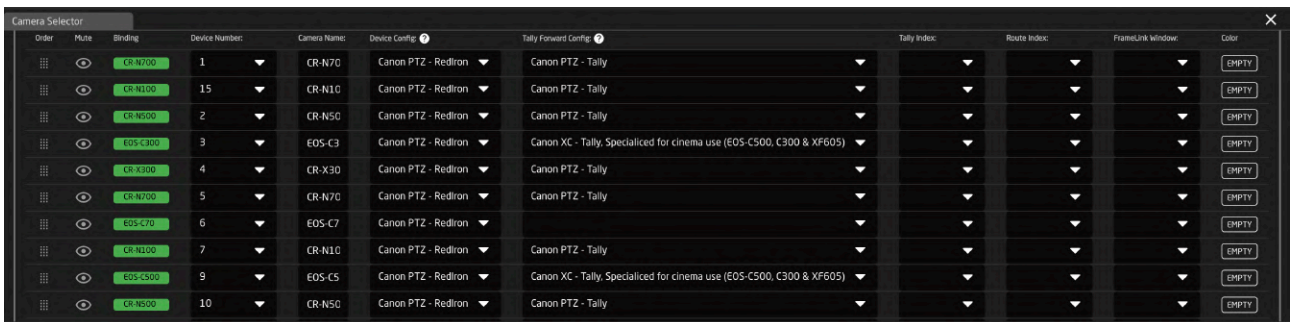 Camera Selector
Order Mute Binding Device Number: Camera Name: Device Config: ? Tally Forward Config: ? Tally Index: Route Index: FrameLink Window: Color
CR-N700 1 CR-N70 Canon PTZ - RedIron Canon PTZ - Tally EMPTY
CR-N100 15 CR-N10 Canon PTZ - RedIron Canon PTZ - Tally EMPTY
CR-N500 2 CR-N50 Canon PTZ - RedIron Canon PTZ - Tally EMPTY
EOS-C300 3 EOS-C3 Canon PTZ - RedIron Canon XC - Tally, Specialiced for cinema use (EOS-C500, C300 & XF605) EMPTY
CR-X300 4 CR-X30 Canon PTZ - RedIron Canon PTZ - Tally EMPTY
CR-N700 5 CR-N70 Canon PTZ - RedIron Canon PTZ - Tally EMPTY
EOS-C70 6 EOS-C7 Canon PTZ - RedIron EMPTY
CR-N100 7 CR-N10 Canon PTZ - RedIron Canon PTZ - Tally EMPTY
EOS-C500 9 EOS-C5 Canon PTZ - RedIron Canon XC - Tally, Specialiced for cinema use (EOS-C500, C300 & XF605) EMPTY
CR-N500 10 CR-N50 Canon PTZ - RedIron Canon PTZ - Tally EMPTY